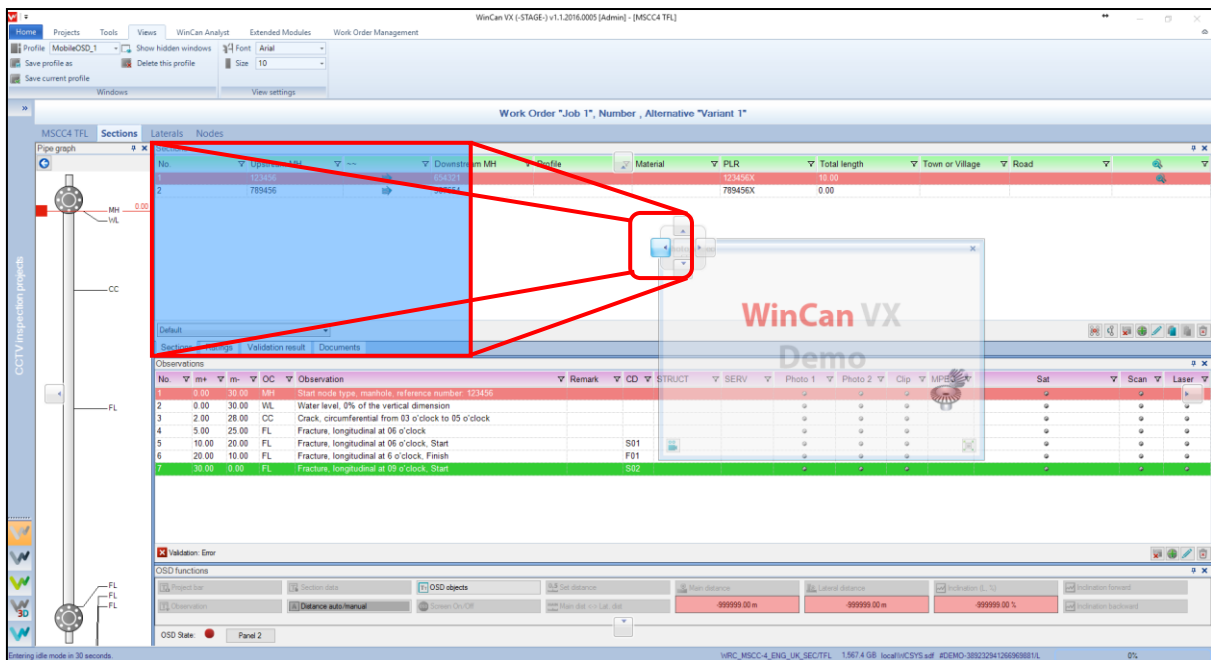 WinCan VX (-STAGE-) v1.1.2016.0005 [Admin] - [MSCC4 TFL]
Home Projects Tools Views WinCan Analyst Extended Modules Work Order Management
Profile MobileOSD_1 Show hidden windows Font Arial
Save profile as Delete this profile Size 10
Save current profile
Windows View settings
Work Order "Job 1", Number , Alternative "Variant 1"
MSCC4 TFL Sections Laterals Nodes
Pipe graph
No. Upstream MH ~~ Downstream MH Profile Material PLR Total length Town or Village Road
1 123456 654321 123456X 10.00
2 789456 789456X 0.00
MH 0.00
WL
CC
FL
FL
FL
FL
CCTV inspection projects
WinCan VX
Demo
Default
Sections Validation result Documents
Observations
No. m+ m- OC Observation Remark CD STRUCT SERV Photo 1 Photo 2 Clip Sat Scan Laser
1 0.00 30.00 MH Start node type, manhole, reference number: 123456
2 0.00 30.00 WL Water level, 0% of the vertical dimension
3 2.00 28.00 CC Crack, circumferential from 03 o'clock to 05 o'clock
4 5.00 25.00 FL Fracture, longitudinal at 06 o'clock
5 10.00 20.00 FL Fracture, longitudinal at 06 o'clock, Start S01
6 20.00 10.00 FL Fracture, longitudinal at 6 o'clock, Finish F01
7 30.00 0.00 FL Fracture, longitudinal at 09 o'clock, Start S02
Validation: Error
OSD functions
Project bar Section data OSD objects Set distance Main distance Lateral distance Inclination (L, %) Inclination forward
Observation Distance auto/manual Screen On/Off Main dist <-> Lat. dist -999999.00 m -999999.00 m -999999.00 % Inclination backward
OSD State: Panel 2
3D
Entering idle mode in 30 seconds. 1,567.4 GB 0%